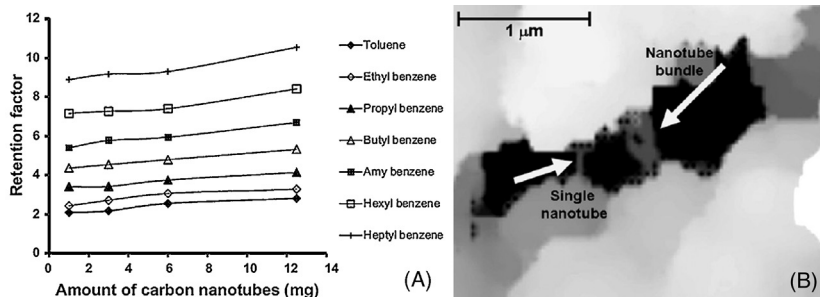 12
10
8
6
4
2
0
Retention factor
0 2 4 6 8 10 12 14
Amount of carbon nanotubes (mg)
Toluene
Ethyl benzene
Propyl benzene
Butyl benzene
Amy benzene
Hexyl benzene
Heptyl benzene
(A)
1 μm
Nanotube
bundle
Single
nanotube
(B)